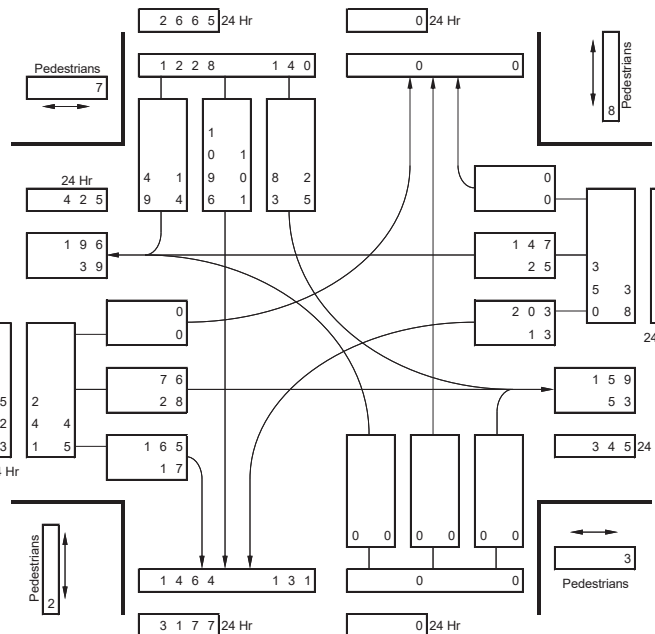 2 6 6 5 24 Hr
0 24 Hr
1 2 2 8 1 4 0
0 0
Pedestrians
7
Pedestrians
8
4 1
9 4
1
0 1
9 0
6 1
8 2
3 5
24 Hr
4 2 5
0
0
1 9 6
3 9
1 4 7
2 5
3
5 3
0 8
0
0
2 0 3
1 3
24
5
2
3
2
4 4
1 5
7 6
2 8
1 5 9
5 3
1 6 5
1 7
3 4 5 24
Hr
0 0
0 0
0 0
Pedestrians
2
3
Pedestrians
1 4 6 4 1 3 1
0 0
3 1 7 7 24 Hr
0 24 Hr